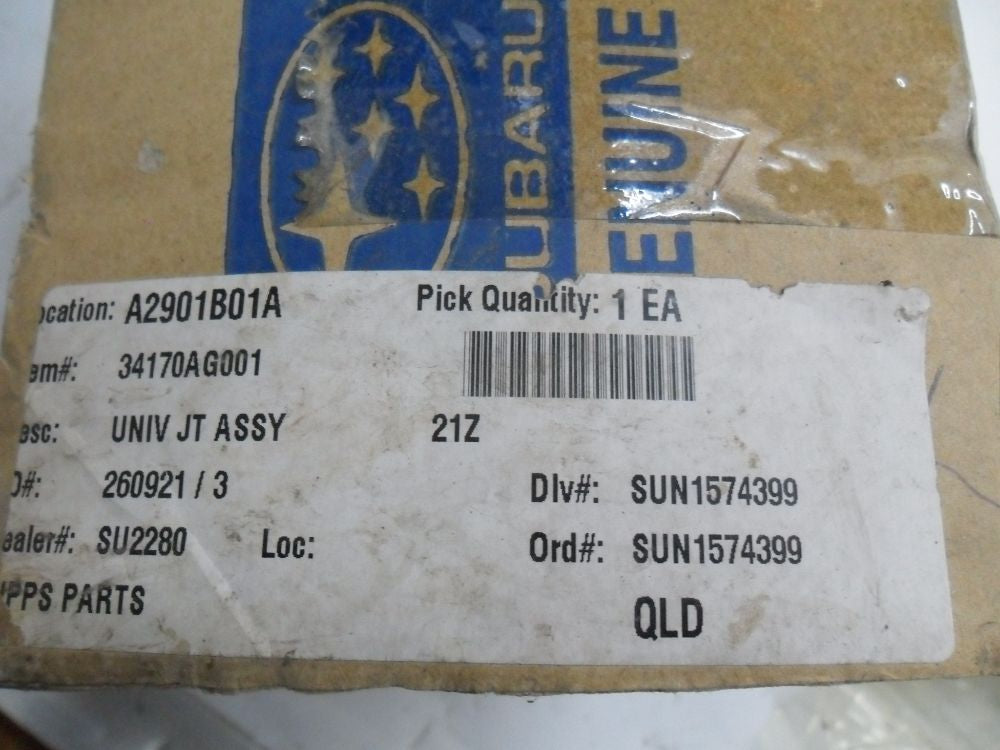 SUBARU
ENUINE
ocation: A2901B01A
Pick Quantity: 1 EA
em#: 34170AG001
esc: UNIV JT ASSY 21Z
O#: 260921 / 3
Dlv#: SUN1574399
ealer#: SU2280 Loc:
Ord#: SUN1574399
PPS PARTS
QLD